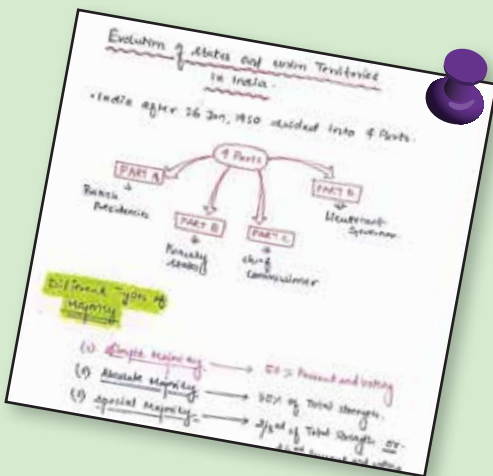 Evolution of States and Union Territories
in India.
• India after 26 Jan, 1950 divided into 4 Parts.
4 Parts
PART A
British
Presidencies
PART B
Princely
States
PART C
Chief
Commissioner
PART D
Lieutenant
Governor
Different Types of
Majority
(1) Simple Majority → 50% Present and voting
Absolute Majority → 50% of Total Strength.
Special Majority → 2/3rd of Total Strength or